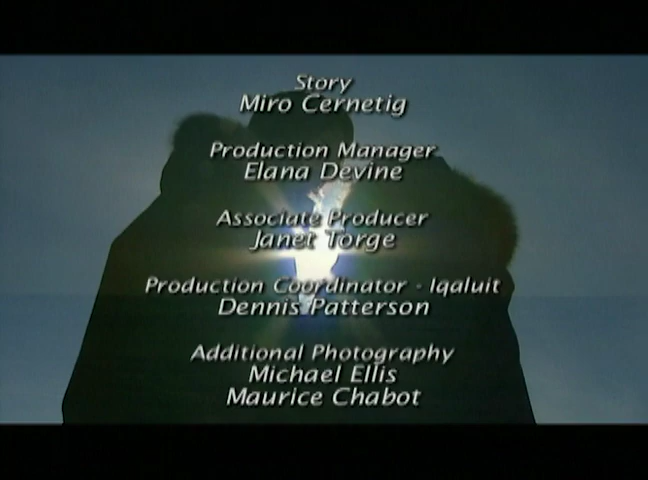 Story
Miro Cernetig
Production Manager
Elana Devine
Associate Producer
Janet Torge
Production Coordinator - Iqaluit
Dennis Patterson
Additional Photography
Michael Ellis
Maurice Chabot